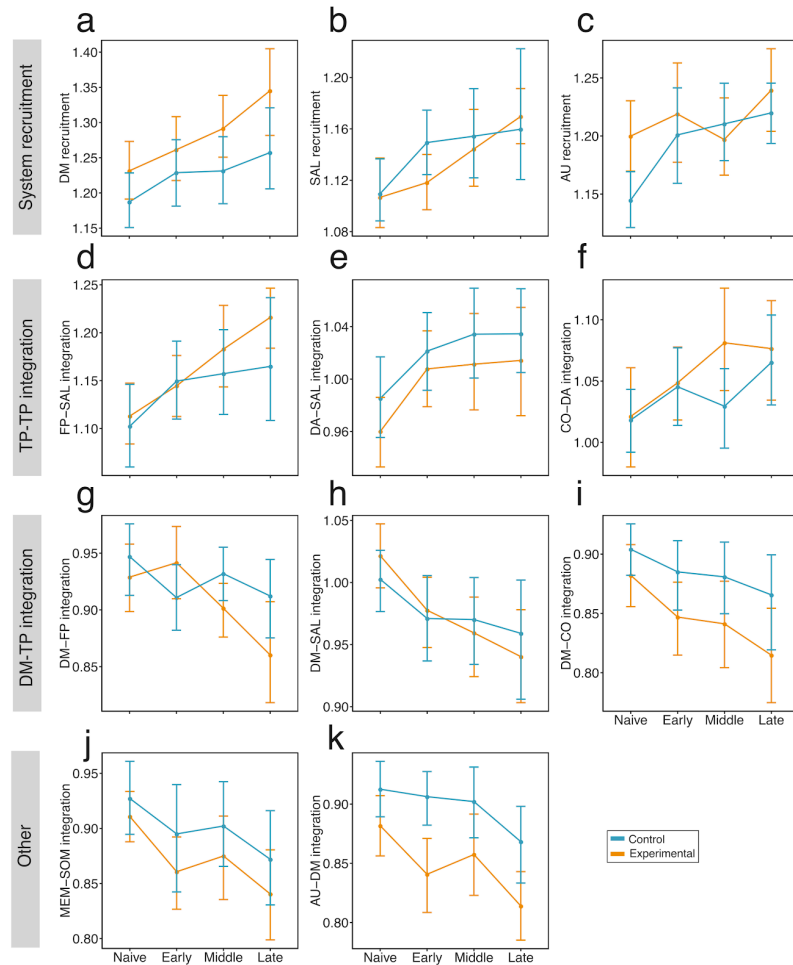 System recruitment
a
DM recruitment
1.40
1.35
1.30
1.25
1.20
1.15
b
SAL recruitment
1.20
1.16
1.12
1.08
c
AU recruitment
1.25
1.20
1.15
TP-TP integration
d
FP−SAL integration
1.25
1.20
1.15
1.10
e
DA−SAL integration
1.04
1.00
0.96
f
CO−DA integration
1.10
1.05
1.00
DM-TP integration
g
DM−FP integration
0.95
0.90
0.85
h
DM−SAL integration
1.05
1.00
0.95
0.90
i
DM−CO integration
0.90
0.85
0.80
Naive Early Middle Late
Other
j
MEM−SOM integration
0.95
0.90
0.85
0.80
Naive Early Middle Late
k
AU−DM integration
0.90
0.85
0.80
Naive Early Middle Late
Control
Experimental